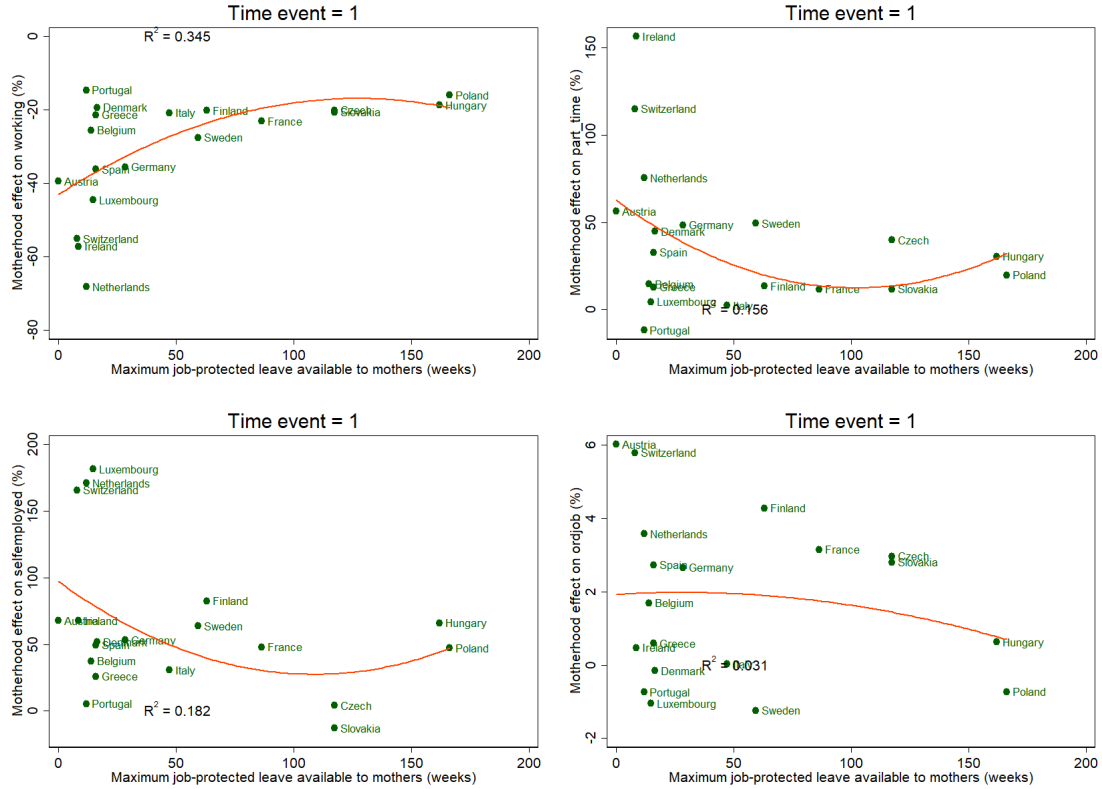 Time event = 1
Motherhood effect on working (%)
0
-20
-40
-60
-80
R² = 0.345
Portugal
Denmark
Greece
Belgium
Italy
Finland
Sweden
France
Czech
Slovakia
Poland
Hungary
Spain
Germany
Austria
Luxembourg
Switzerland
Ireland
Netherlands
0 50 100 150 200
Maximum job-protected leave available to mothers (weeks)
Time event = 1
Motherhood effect on part_time (%)
150
100
50
0
Ireland
Switzerland
Netherlands
Austria
Germany
Denmark
Sweden
Spain
Czech
Hungary
Poland
Belgium
Greece
Finland
France
Slovakia
Luxembourg
Italy
R² = 0.156
Portugal
0 50 100 150 200
Maximum job-protected leave available to mothers (weeks)
Time event = 1
Motherhood effect on selfemployed (%)
200
150
100
50
0
Luxembourg
Netherlands
Switzerland
Finland
Austria
Ireland
Sweden
Hungary
Denmark
Germany
Spain
France
Poland
Belgium
Italy
Greece
Portugal
R² = 0.182
Czech
Slovakia
0 50 100 150 200
Maximum job-protected leave available to mothers (weeks)
Time event = 1
Motherhood effect on ordjob (%)
6
4
2
0
-2
Austria
Switzerland
Finland
Netherlands
France
Czech
Slovakia
Spain
Germany
Belgium
Greece
Ireland
Hungary
Italy
R² = 0.031
Denmark
Portugal
Poland
Luxembourg
Sweden
0 50 100 150 200
Maximum job-protected leave available to mothers (weeks)